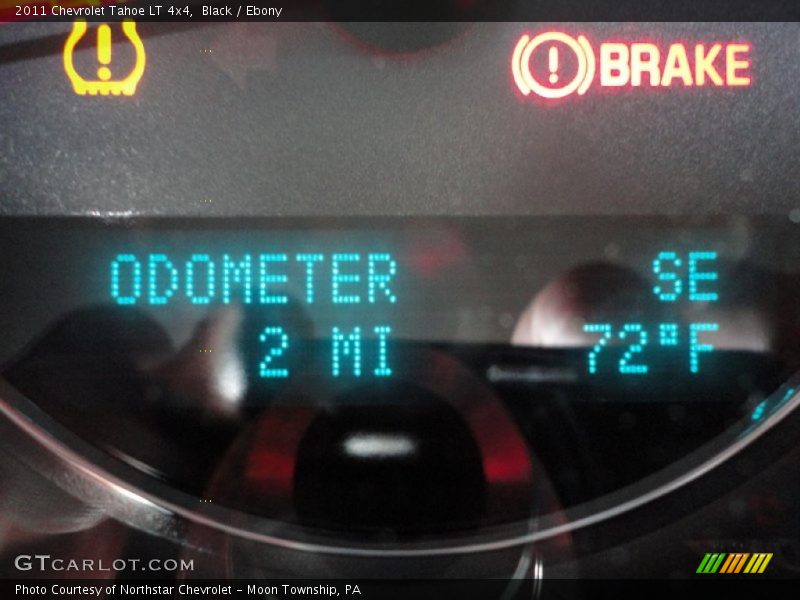 2011 Chevrolet Tahoe LT 4x4,  Black / Ebony
BRAKE
ODOMETER SE
2 MI 72°F
GTCARLOT.COM
Photo Courtesy of Northstar Chevrolet - Moon Township, PA